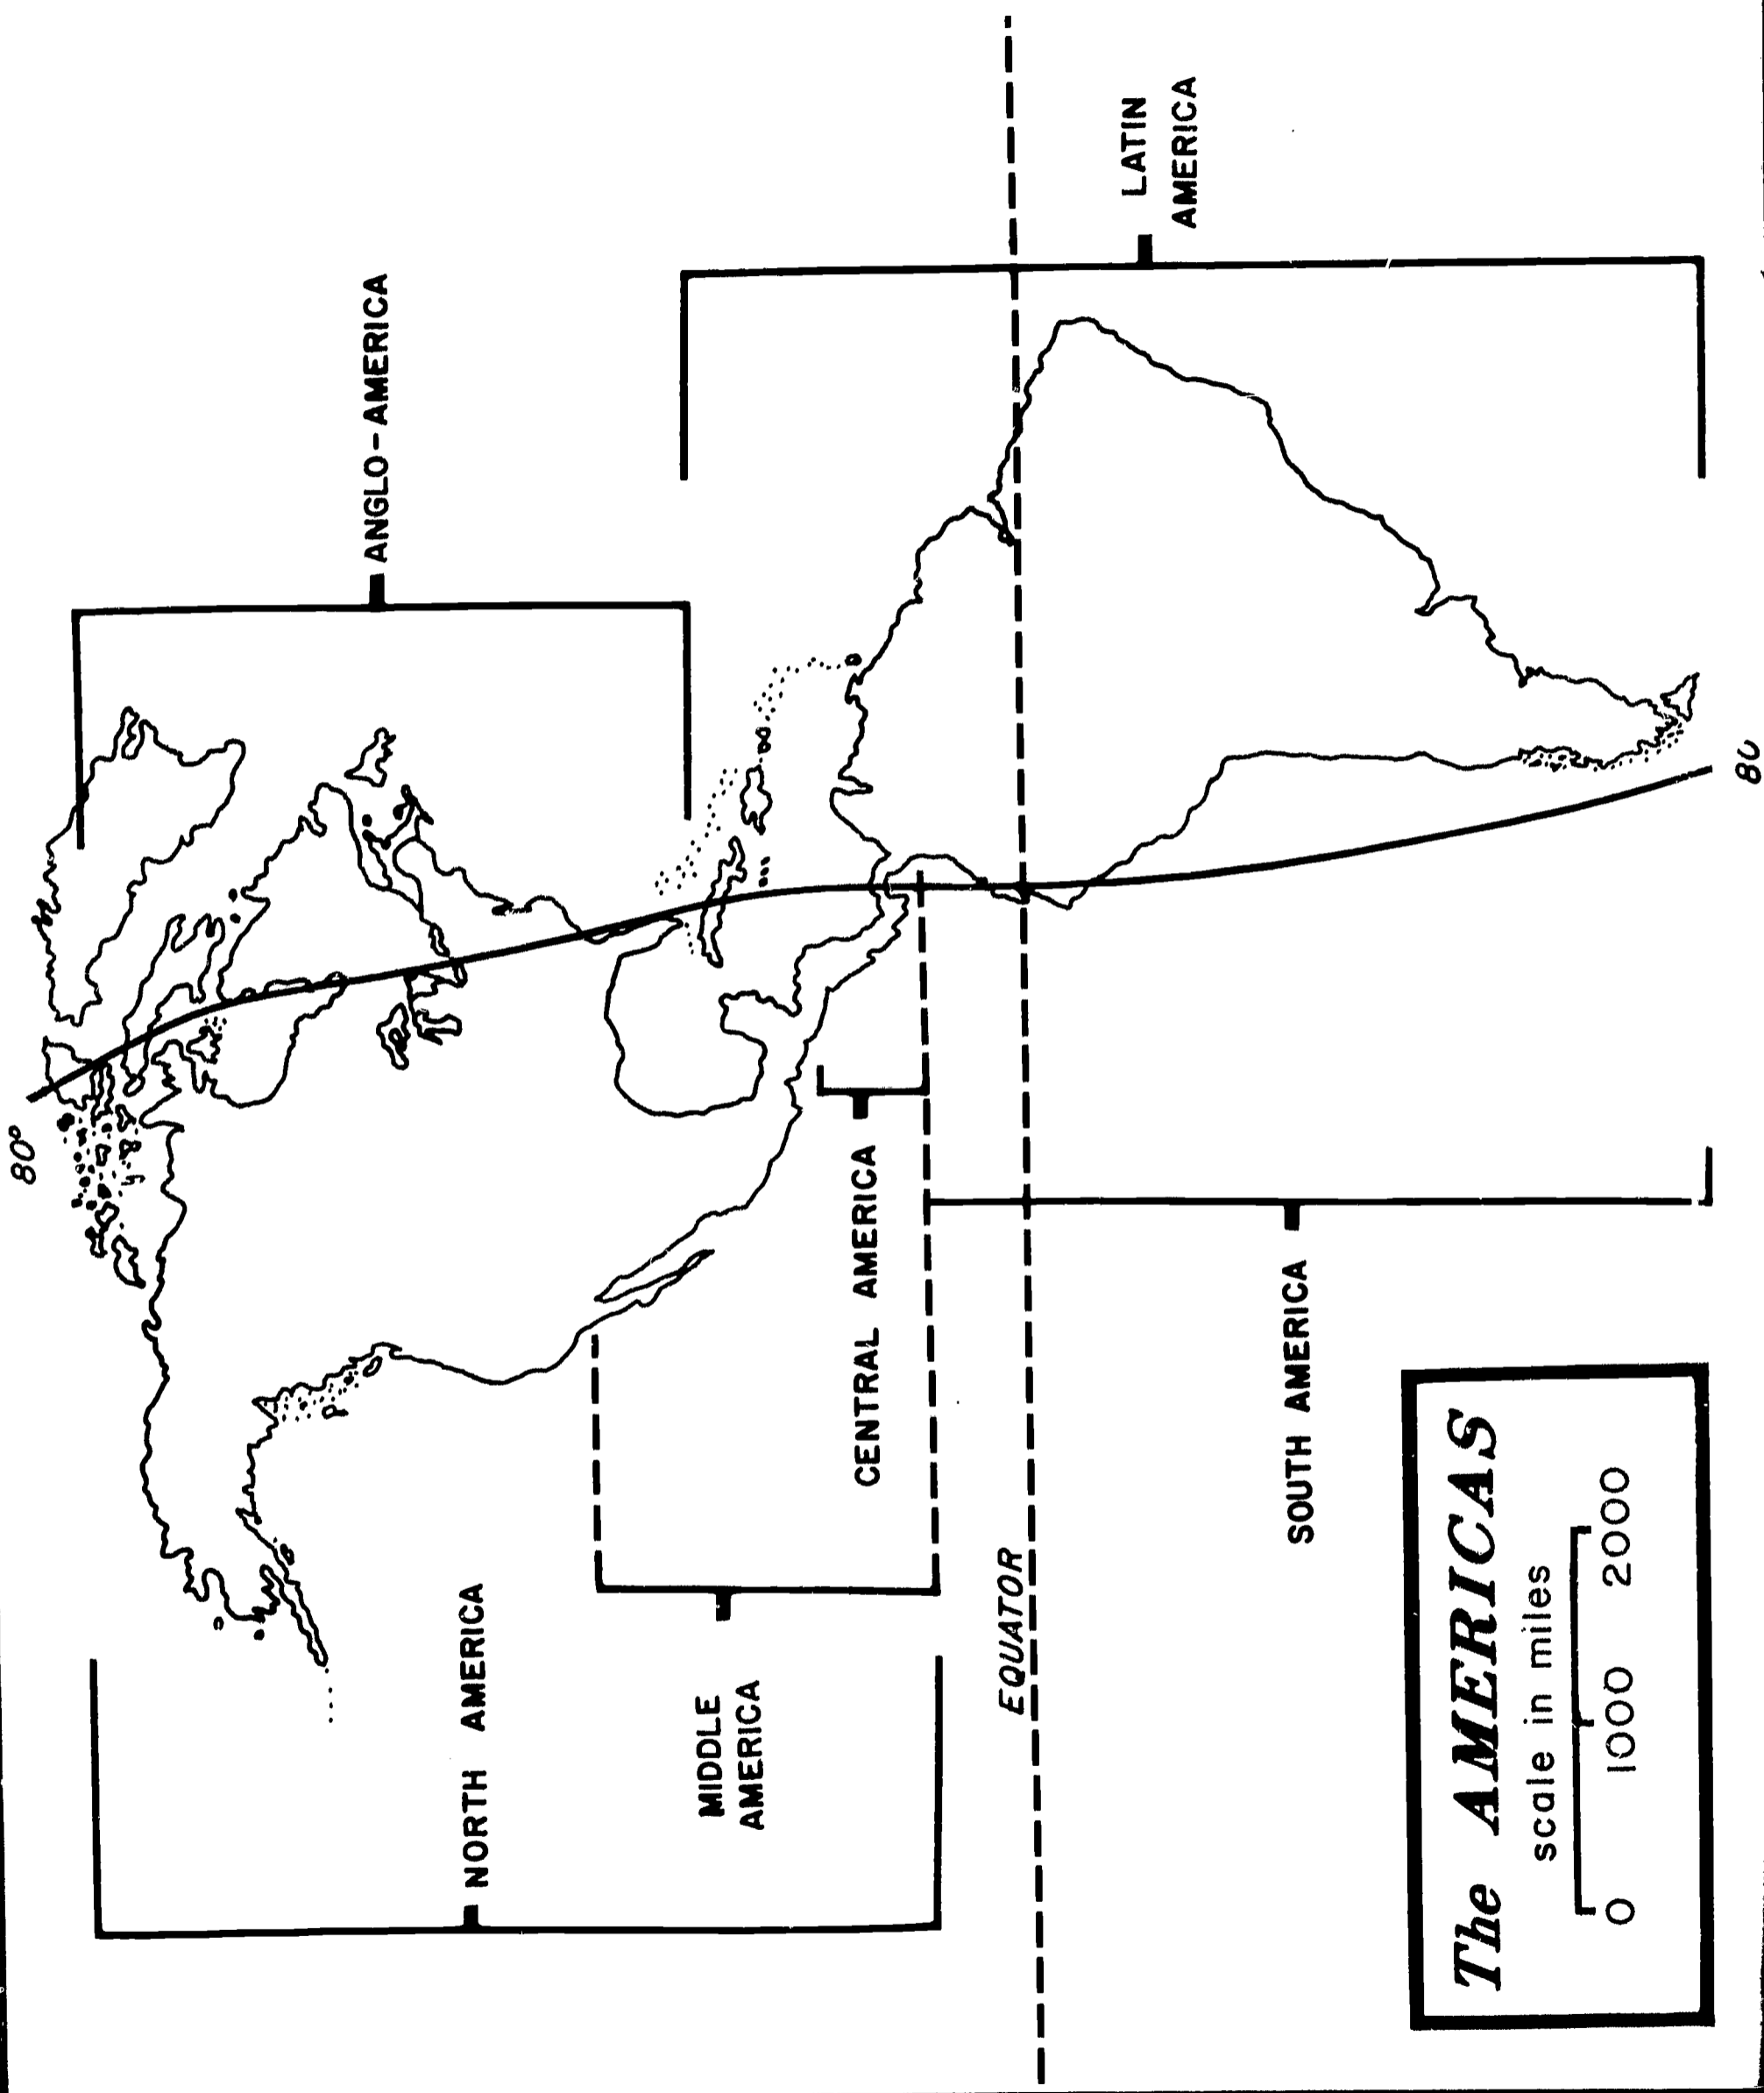 80°
ANGLO-AMERICA
NORTH AMERICA
MIDDLE
AMERICA
CENTRAL AMERICA
LATIN
AMERICA
EQUATOR
SOUTH AMERICA
80
The AMERICAS
scale in miles
0 1000 2000